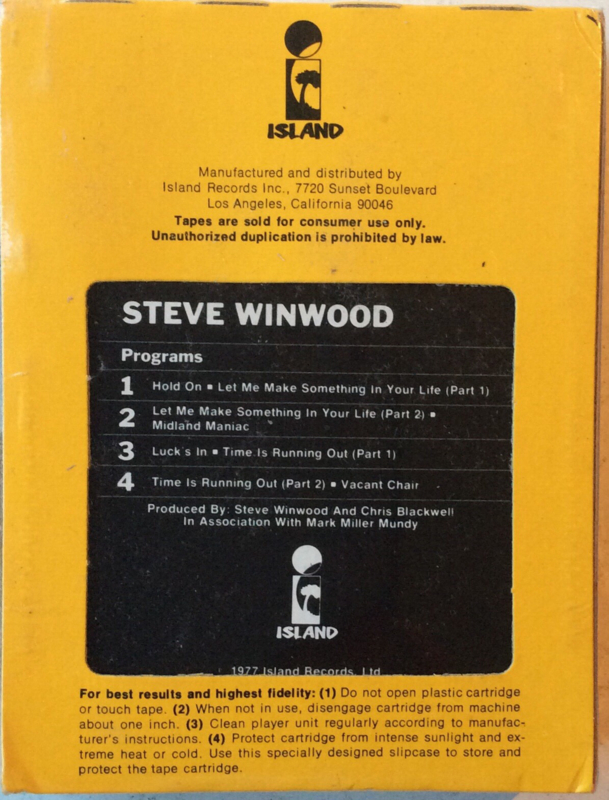 ISLAND
Manufactured and distributed by
Island Records Inc., 7720 Sunset Boulevard
Los Angeles, California 90046
Tapes are sold for consumer use only.
Unauthorized duplication is prohibited by law.
STEVE WINWOOD
Programs
1 Hold On ▪ Let Me Make Something In Your Life (Part 1)
2 Let Me Make Something In Your Life (Part 2) ▪
Midland Maniac
3 Luck's In ▪ Time Is Running Out (Part 1)
4 Time Is Running Out (Part 2) ▪ Vacant Chair
Produced By: Steve Winwood And Chris Blackwell
In Association With Mark Miller Mundy
ISLAND
1977 Island Records, Ltd.
For best results and highest fidelity: (1) Do not open plastic cartridge
or touch tape. (2) When not in use, disengage cartridge from machine
about one inch. (3) Clean player unit regularly according to manufac-
turer's instructions. (4) Protect cartridge from intense sunlight and ex-
treme heat or cold. Use this specially designed slipcase to store and
protect the tape cartridge.